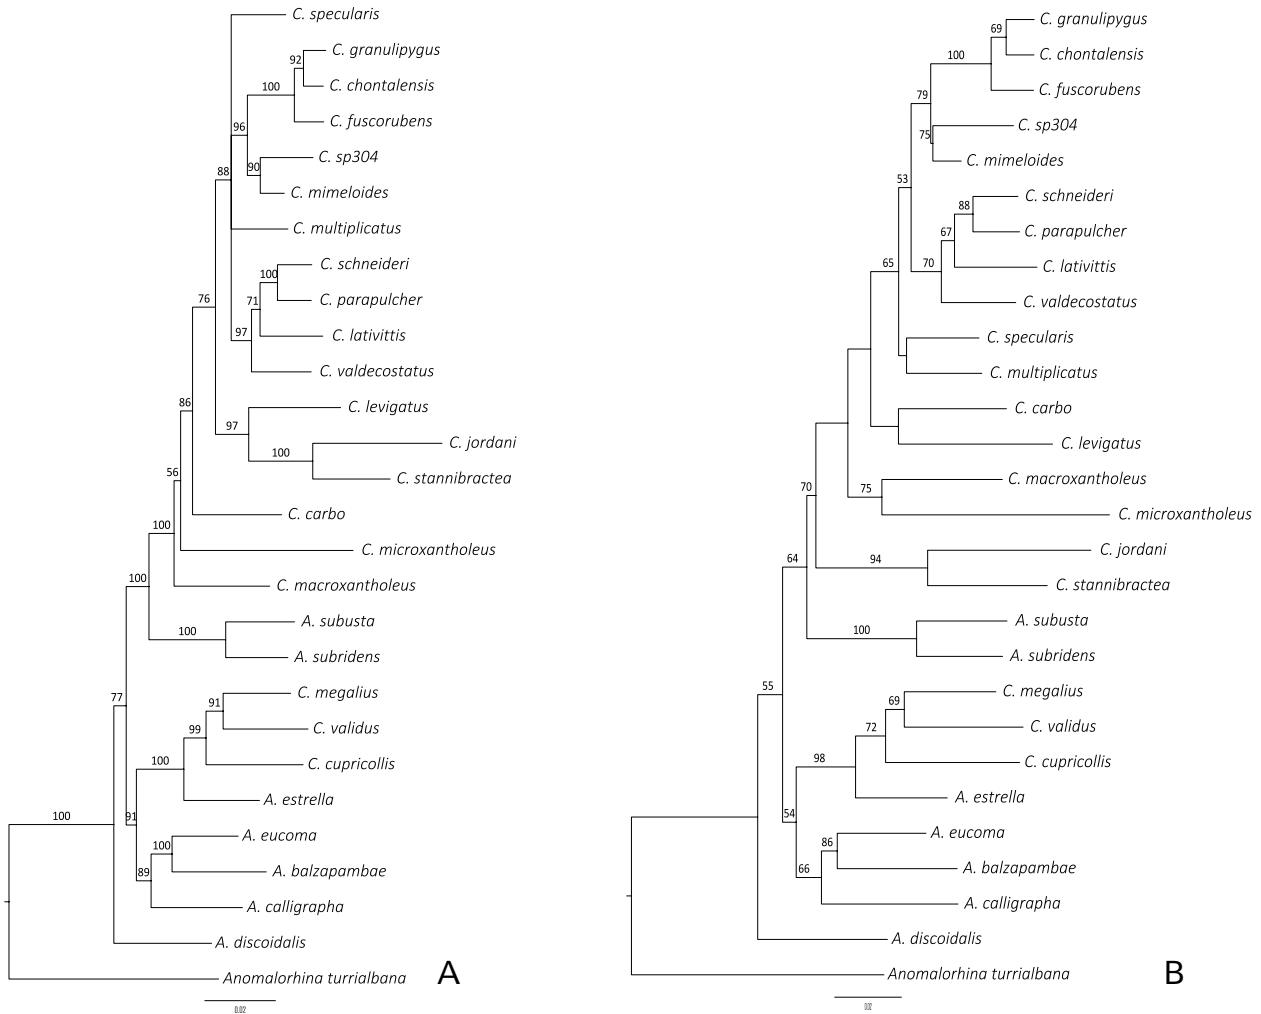 C. specularis
C. granulipygus
92
C. chontalensis
100
C. fuscorubens
96
C. sp304
90
88
C. mimeloides
C. multiplicatus
C. schneideri
100
76
71
C. parapulcher
97
C. lativittis
C. valdecostatus
86
C. levigatus
97
C. jordani
100
56
C. stannibractea
C. carbo
100
C. microxantholeus
100
C. macroxantholeus
A. subusta
100
A. subridens
77
C. megalius
91
99
C. validus
100
C. cupricollis
A. estrella
100
91
A. eucoma
100
89
A. balzapambae
A. calligrapha
A. discoidalis
Anomalorhina turrialbana
0.02
A
C. granulipygus
69
100
C. chontalensis
79
C. fuscorubens
75
C. sp304
C. mimeloides
53
C. schneideri
88
67
C. parapulcher
65
70
C. lativittis
C. valdecostatus
C. specularis
C. multiplicatus
C. carbo
C. levigatus
70
75
C. macroxantholeus
C. microxantholeus
64
94
C. jordani
C. stannibractea
100
A. subusta
A. subridens
55
69
C. megalius
72
C. validus
98
C. cupricollis
54
A. estrella
86
A. eucoma
66
A. balzapambae
A. calligrapha
A. discoidalis
Anomalorhina turrialbana
B